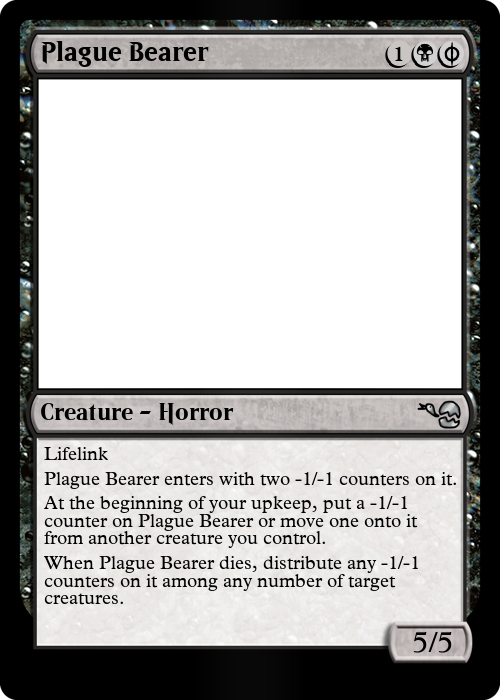 Plague Bearer 1
Creature – Horror
Lifelink
Plague Bearer enters with two -1/-1 counters on it.
At the beginning of your upkeep, put a -1/-1
counter on Plague Bearer or move one onto it
from another creature you control.
When Plague Bearer dies, distribute any -1/-1
counters on it among any number of target
creatures.
5/5